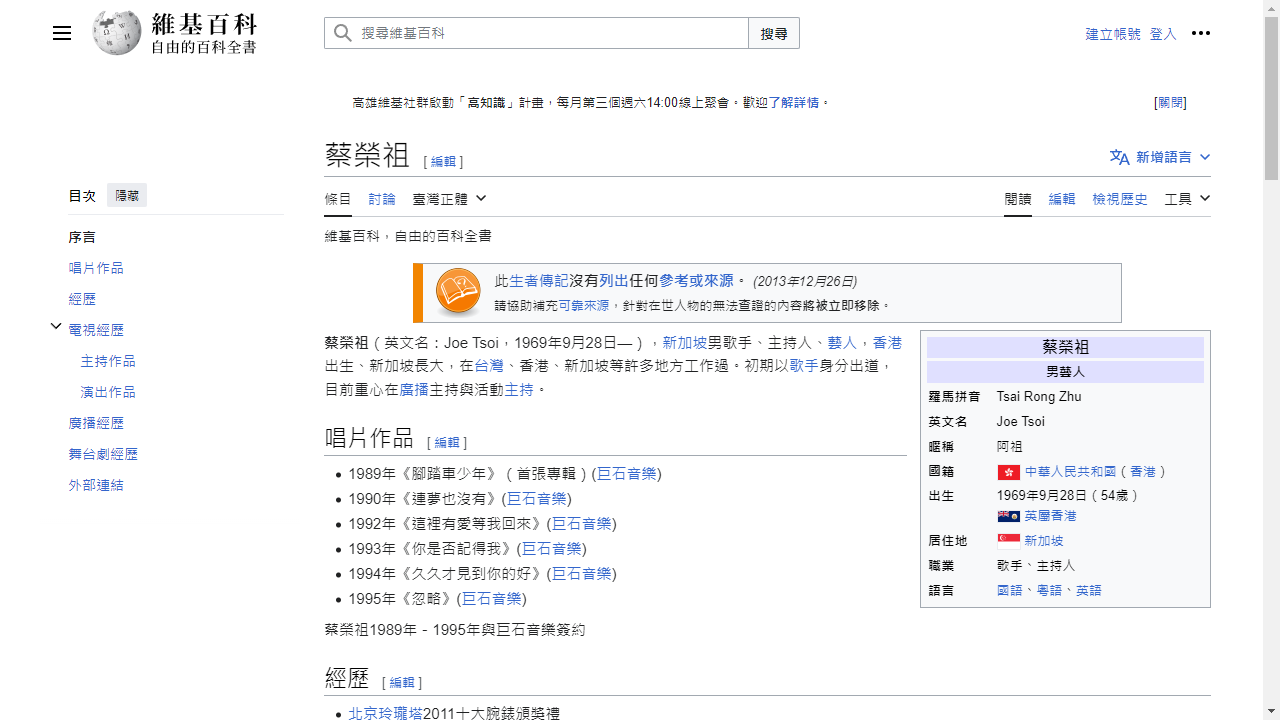 維基百科
自由的百科全書
搜尋維基百科
搜尋
建立帳號 登入
高雄維基社群啟動「高知識」計畫，每月第三個週六14:00線上聚會。歡迎了解詳情。
[關閉]
蔡榮祖 [ 編輯 ]
新增語言
目次 隱藏
序言
唱片作品
經歷
電視經歷
主持作品
演出作品
廣播經歷
舞台劇經歷
外部連結
條目 討論 臺灣正體
閱讀 編輯 檢視歷史 工具
維基百科，自由的百科全書
此生者傳記沒有列出任何參考或來源。 (2013年12月26日)
請協助補充可靠來源，針對在世人物的無法查證的內容將被立即移除。
蔡榮祖（英文名：Joe Tsoi，1969年9月28日—），新加坡男歌手、主持人、藝人，香港
出生、新加坡長大，在台灣、香港、新加坡等許多地方工作過。初期以歌手身分出道，
目前重心在廣播主持與活動主持。
蔡榮祖
男藝人
羅馬拼音 Tsai Rong Zhu
英文名 Joe Tsoi
暱稱 阿祖
國籍 中華人民共和國（香港）
出生 1969年9月28日（54歲）
英屬香港
居住地 新加坡
職業 歌手、主持人
語言 國語、粵語、英語
唱片作品 [ 編輯 ]
1989年《腳踏車少年》（首張專輯）(巨石音樂)
1990年《連夢也沒有》(巨石音樂)
1992年《這裡有愛等我回來》(巨石音樂)
1993年《你是否記得我》(巨石音樂)
1994年《久久才見到你的好》(巨石音樂)
1995年《忽略》(巨石音樂)
蔡榮祖1989年 - 1995年與巨石音樂簽約
經歷 [ 編輯 ]
北京玲瓏塔2011十大腕錶頒獎禮